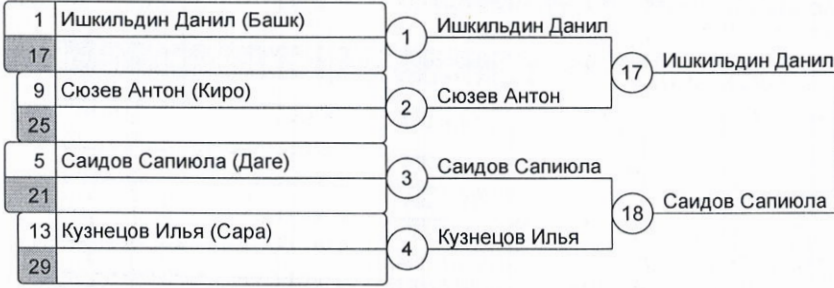 1 Ишкильдин Данил (Башк)
17
1 Ишкильдин Данил
9 Сюзев Антон (Киро)
25
2 Сюзев Антон
17 Ишкильдин Данил
5 Саидов Сапиюла (Даге)
21
3 Саидов Сапиюла
13 Кузнецов Илья (Сара)
29
4 Кузнецов Илья
18 Саидов Сапиюла